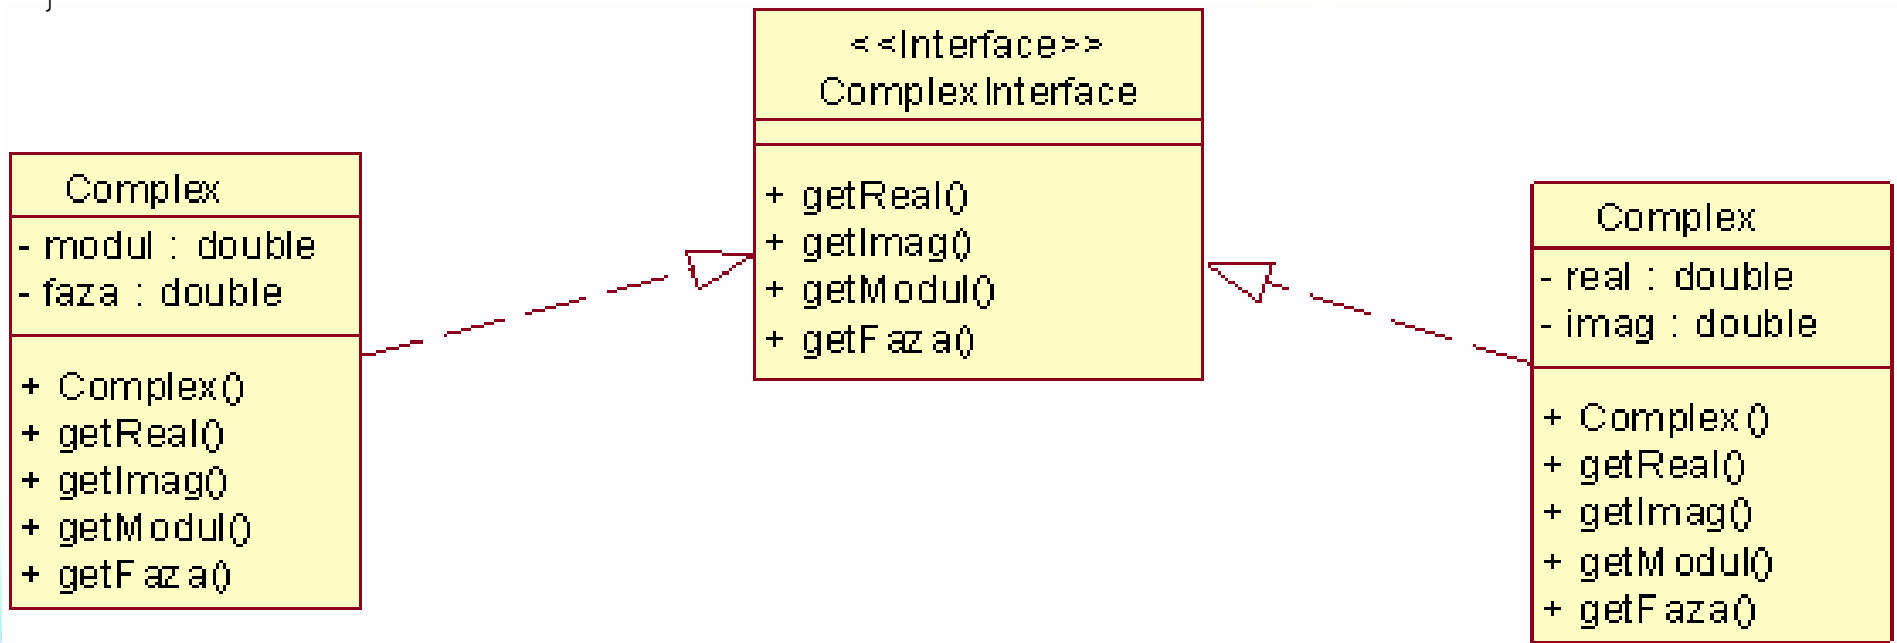 }
<<Interface>>
ComplexInterface
+ getReal()
+ getImag()
+ getModul()
+ getFaza()
Complex
- modul : double
- faza : double
+ Complex()
+ getReal()
+ getImag()
+ getModul()
+ getFaza()
Complex
- real : double
- imag : double
+ Complex()
+ getReal()
+ getImag()
+ getModul()
+ getFaza()